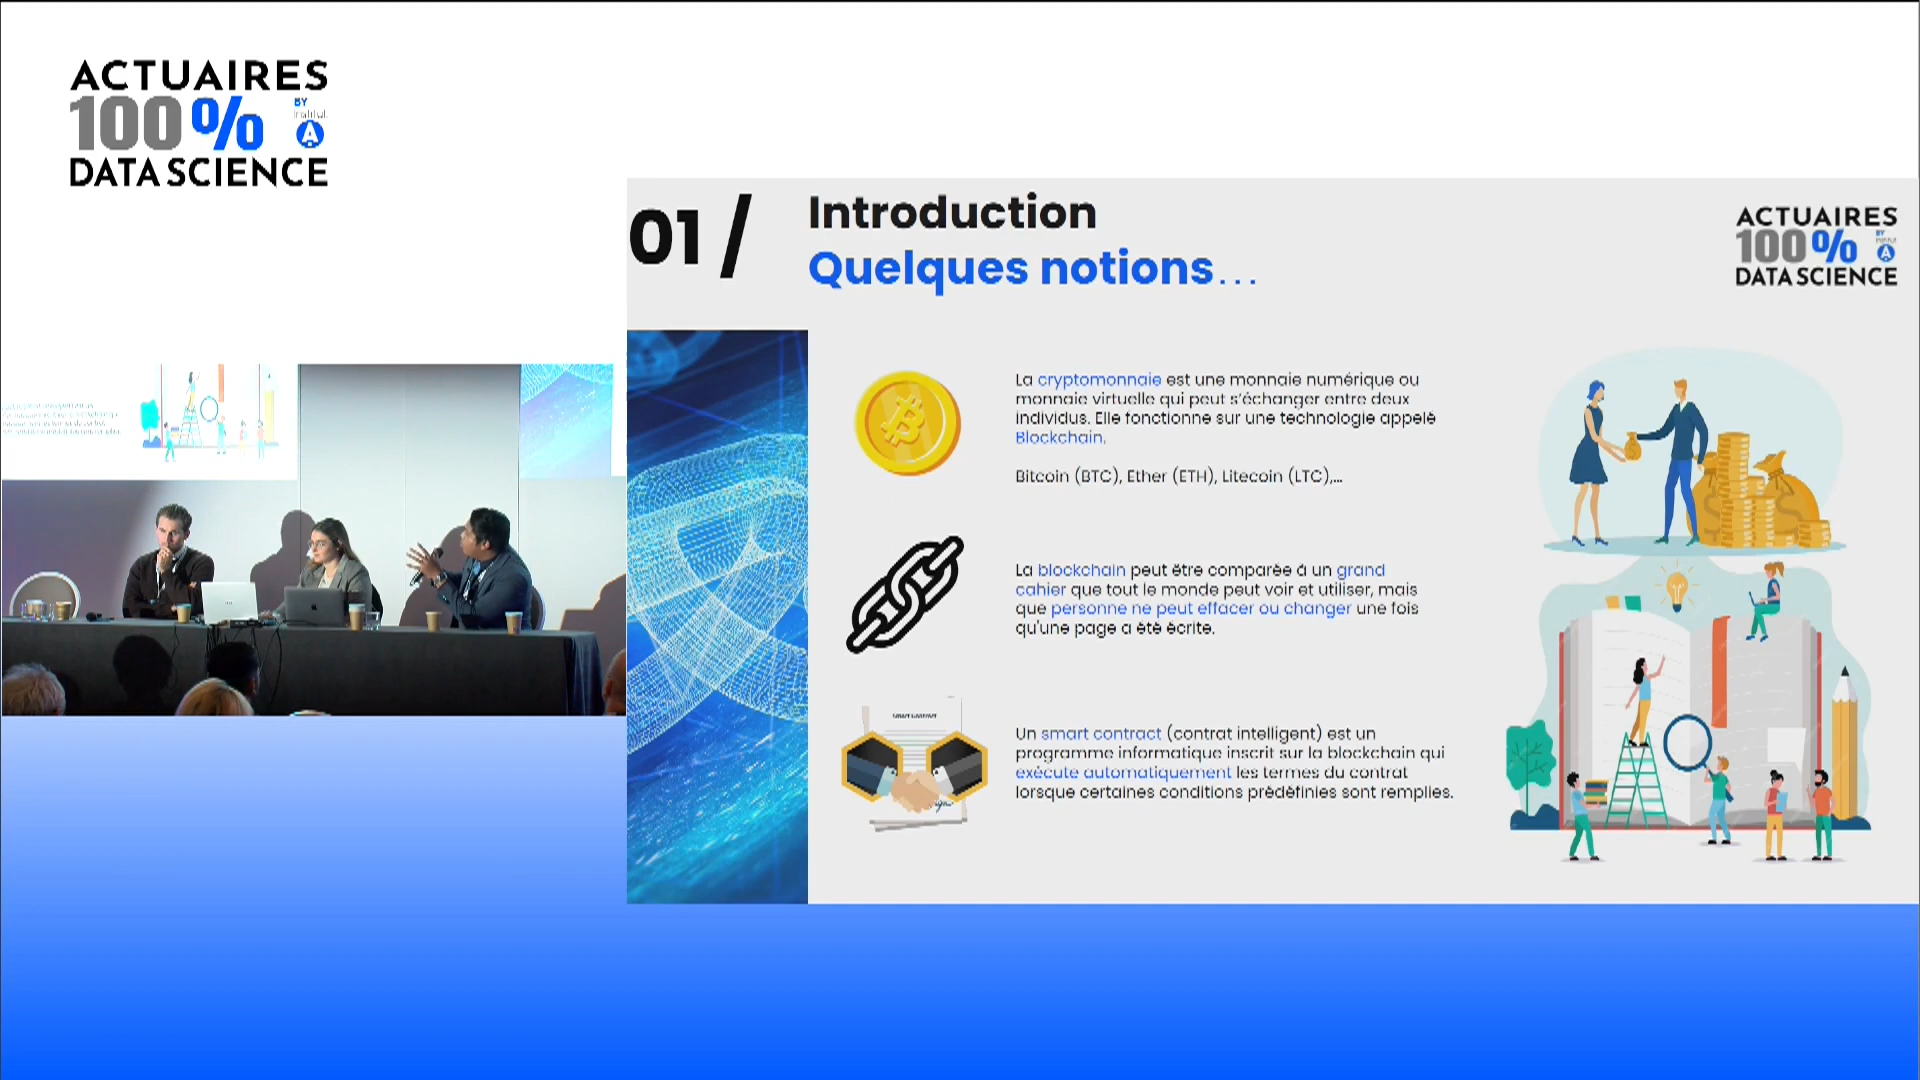 ACTUAIRES
100%
BY
Institut
A
DATA SCIENCE
01 /
Introduction
Quelques notions...
ACTUAIRES
100%
BY
A
DATA SCIENCE
La cryptomonnaie est une monnaie numérique ou
monnaie virtuelle qui peut s'échanger entre deux
individus. Elle fonctionne sur une technologie appelé
Blockchain.
Bitcoin (BTC), Ether (ETH), Litecoin (LTC),...
La blockchain peut être comparée à un grand
cahier que tout le monde peut voir et utiliser, mais
que personne ne peut effacer ou changer une fois
qu'une page a été écrite.
SMART CONTRACT
Un smart contract (contrat intelligent) est un
programme informatique inscrit sur la blockchain qui
exécute automatiquement les termes du contrat
lorsque certaines conditions prédéfinies sont remplies.